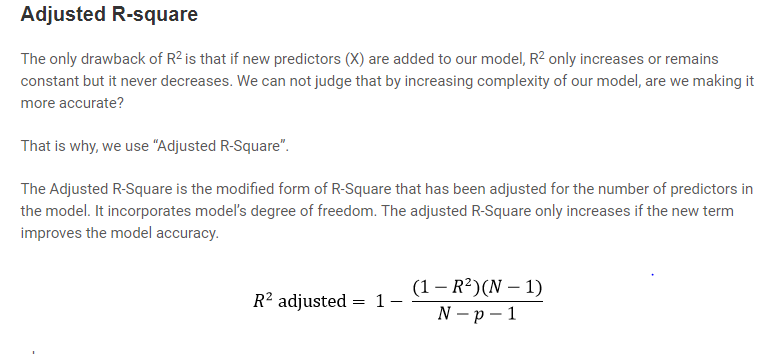 Adjusted R-square
The only drawback of R² is that if new predictors (X) are added to our model, R² only increases or remains
constant but it never decreases. We can not judge that by increasing complexity of our model, are we making it
more accurate?
That is why, we use “Adjusted R-Square”.
The Adjusted R-Square is the modified form of R-Square that has been adjusted for the number of predictors in
the model. It incorporates model’s degree of freedom. The adjusted R-Square only increases if the new term
improves the model accuracy.
R² adjusted = 1 − (1 − R²)(N − 1)
N − p − 1